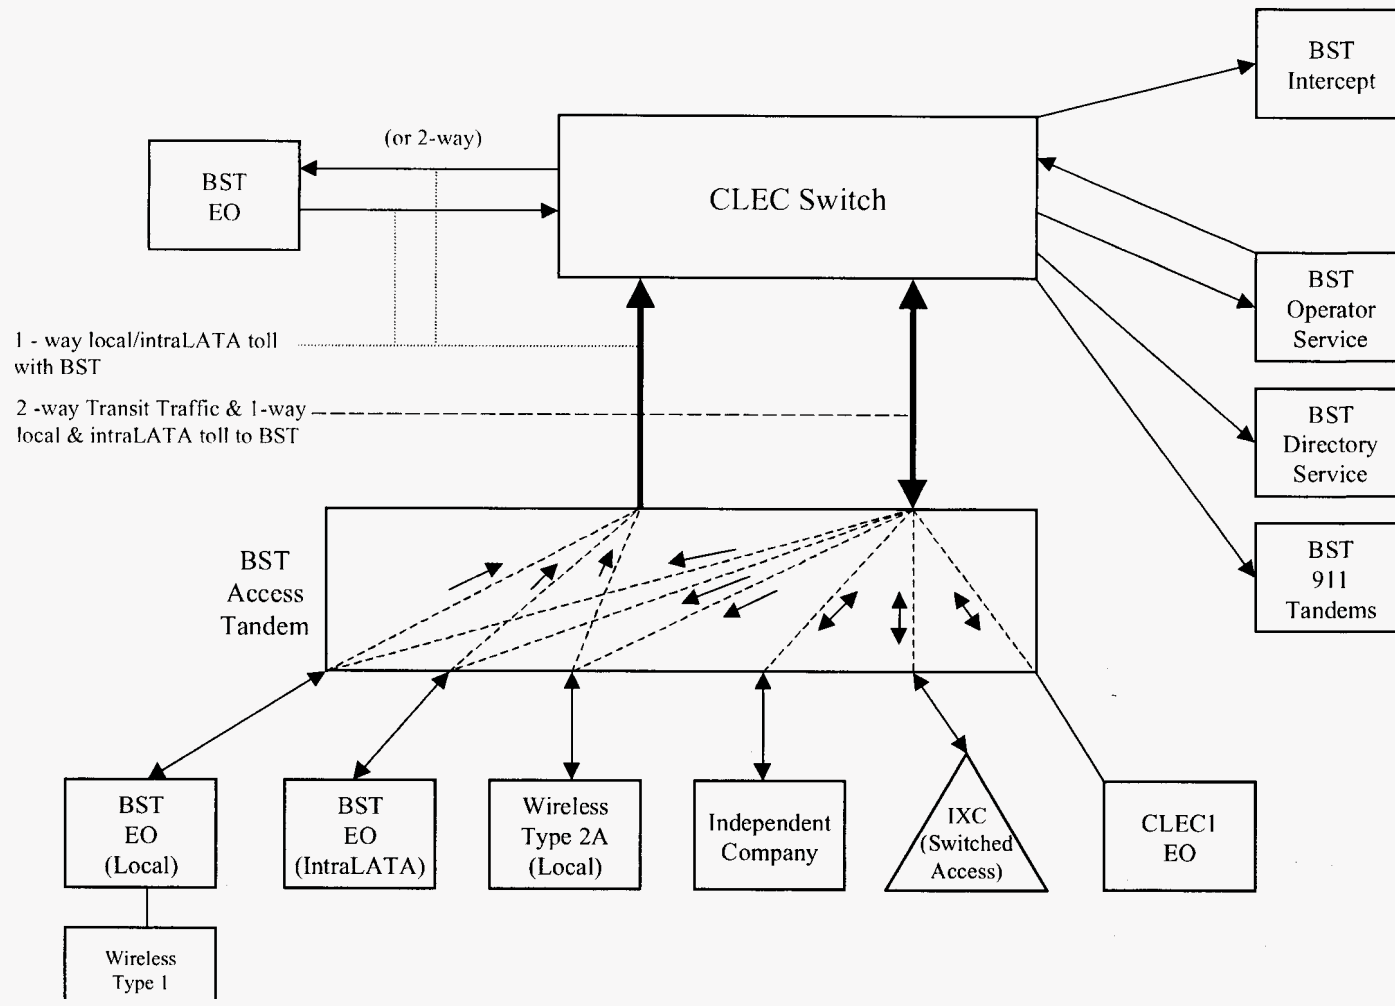 BST
Intercept
(or 2-way)
BST
EO
CLEC Switch
BST
Operator
Service
1 - way local/intraLATA toll
with BST
2 -way Transit Traffic & 1-way
local & intraLATA toll to BST
BST
Directory
Service
BST
911
Tandems
BST
Access
Tandem
BST
EO
(Local)
BST
EO
(IntraLATA)
Wireless
Type 2A
(Local)
Independent
Company
IXC
(Switched
Access)
CLEC1
EO
Wireless
Type 1